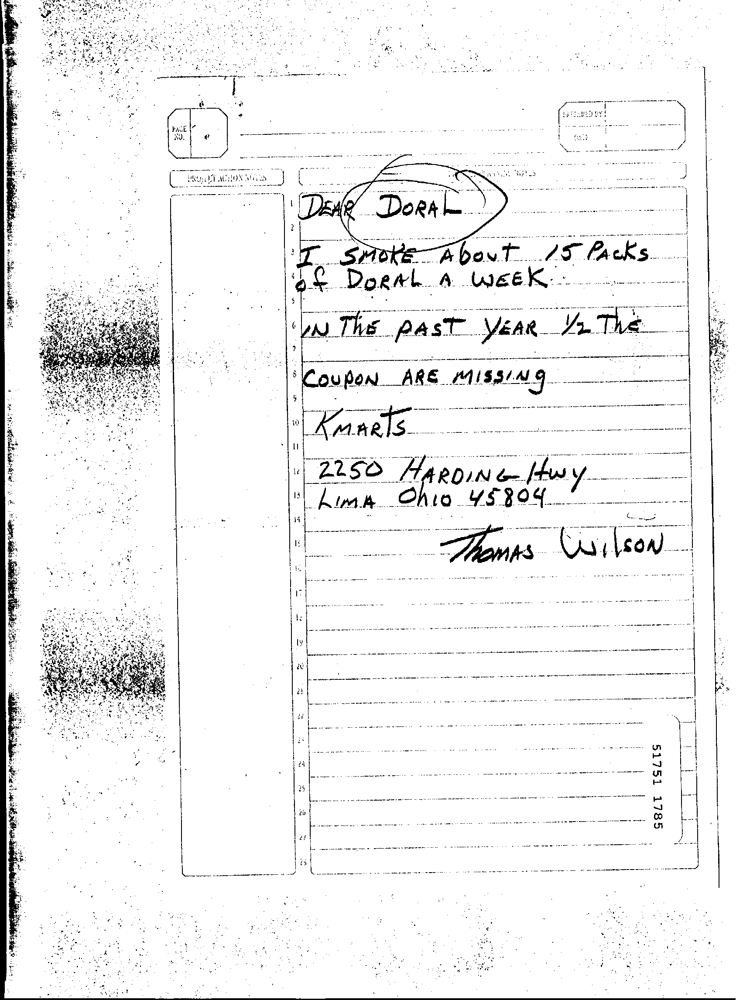 PAGE
NO.
PREPARED BY
DATE
PROJECT/ACTION NOTES
1
DEAR DORAL
2
3
I SMOKE About 15 PAcks
4
of DORAL A WEEK
5
6
IN The pAST YEAR 1/2 The
7
8
COUPON ARE MISSINg
9
10
KMARTS
11
12
2250 HARDING Hwy
13
LIMA Ohio 45804
14
15
ThomAS WilSON
16
17
18
19
20
21
22
23
24
25
26
27
28
51751 1785